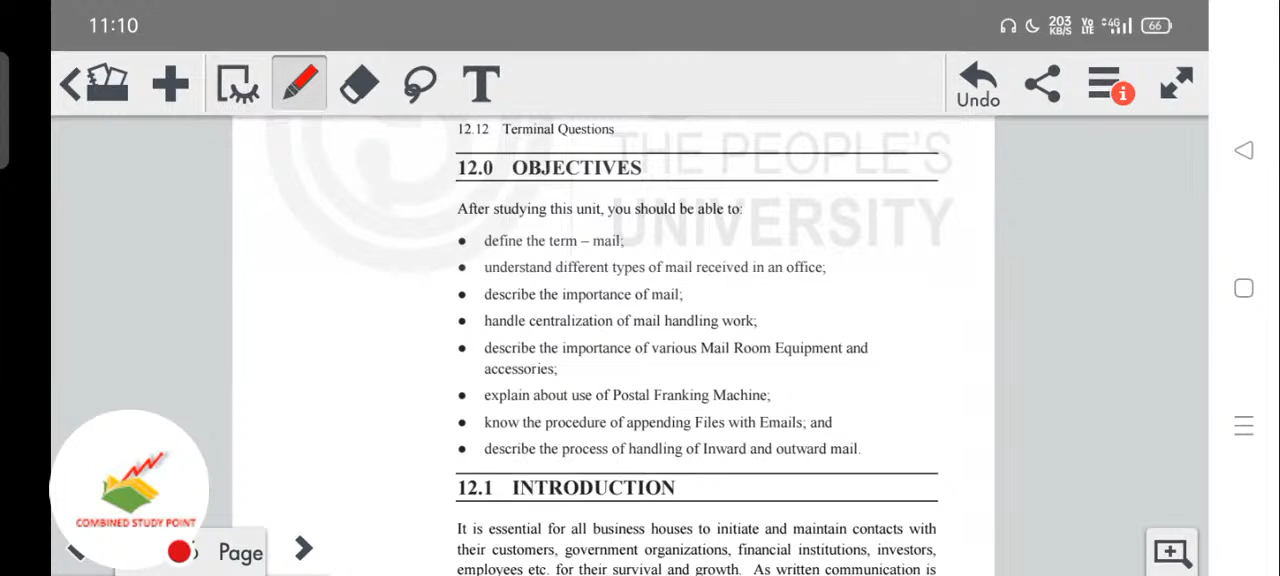 11:10
203
KB/S
Vo
LTE
4G
66
T
Undo
i
12.12 Terminal Questions
THE PEOPLE'S
UNIVERSITY
12.0 OBJECTIVES
After studying this unit, you should be able to:
● define the term – mail;
● understand different types of mail received in an office;
● describe the importance of mail;
● handle centralization of mail handling work;
● describe the importance of various Mail Room Equipment and
accessories;
● explain about use of Postal Franking Machine;
● know the procedure of appending Files with Emails; and
● describe the process of handling of Inward and outward mail.
12.1 INTRODUCTION
It is essential for all business houses to initiate and maintain contacts with
their customers, government organizations, financial institutions, investors,
employees etc. for their survival and growth. As written communication is
COMBINED STUDY POINT
Page